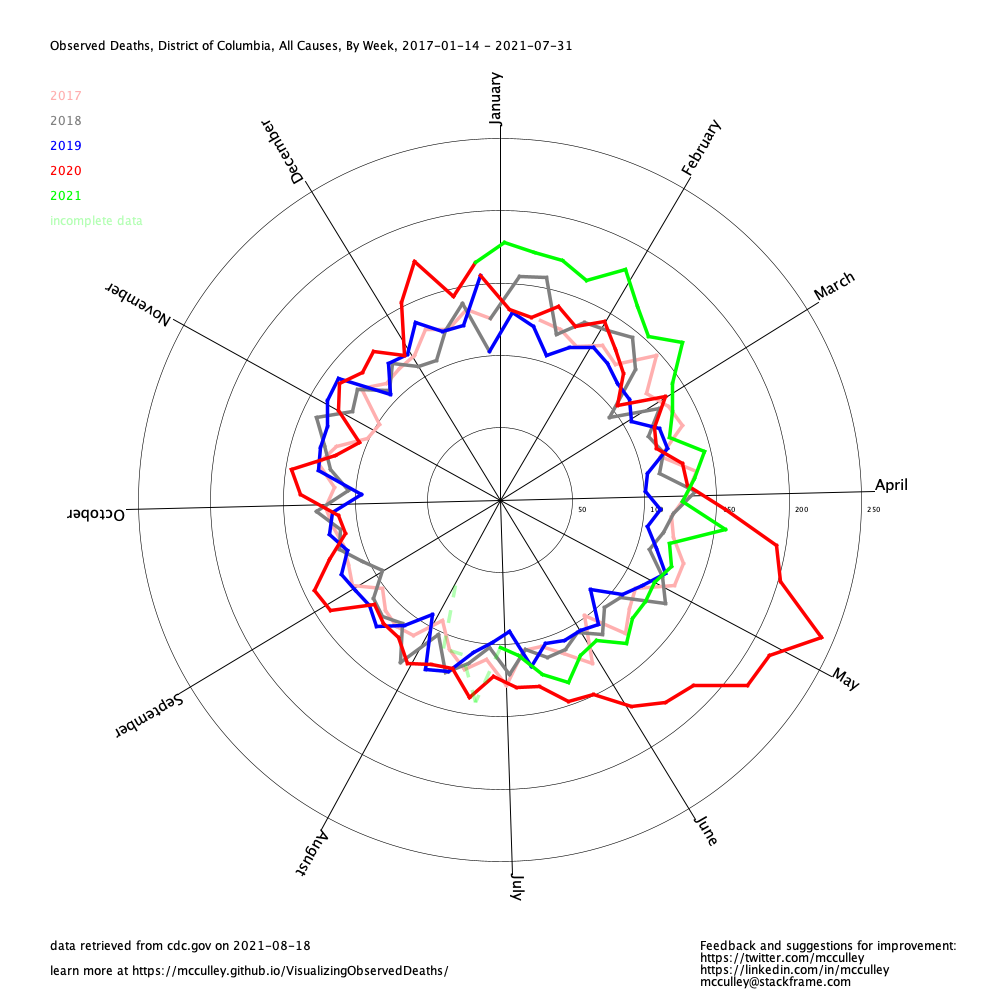 Observed Deaths, District of Columbia, All Causes, By Week, 2017-01-14 - 2021-07-31
2017
2018
2019
2020
2021
incomplete data
January
February
March
April
May
June
July
August
September
October
November
December
50
100
150
200
250
data retrieved from cdc.gov on 2021-08-18
learn more at https://mcculley.github.io/VisualizingObservedDeaths/
Feedback and suggestions for improvement:
https://twitter.com/mcculley
https://linkedin.com/in/mcculley
mcculley@stackframe.com